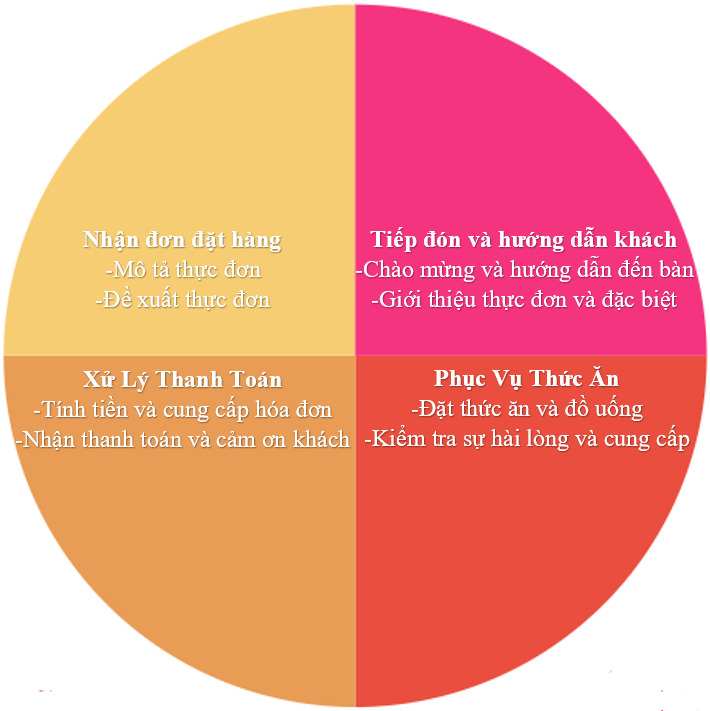 Nhận đơn đặt hàng
-Mô tả thực đơn
-Đề xuất thực đơn
Tiếp đón và hướng dẫn khách
-Chào mừng và hướng dẫn đến bàn
-Giới thiệu thực đơn và đặc biệt
Xử Lý Thanh Toán
-Tính tiền và cung cấp hóa đơn
-Nhận thanh toán và cảm ơn khách
Phục Vụ Thức Ăn
-Đặt thức ăn và đồ uống
-Kiểm tra sự hài lòng và cung cấp